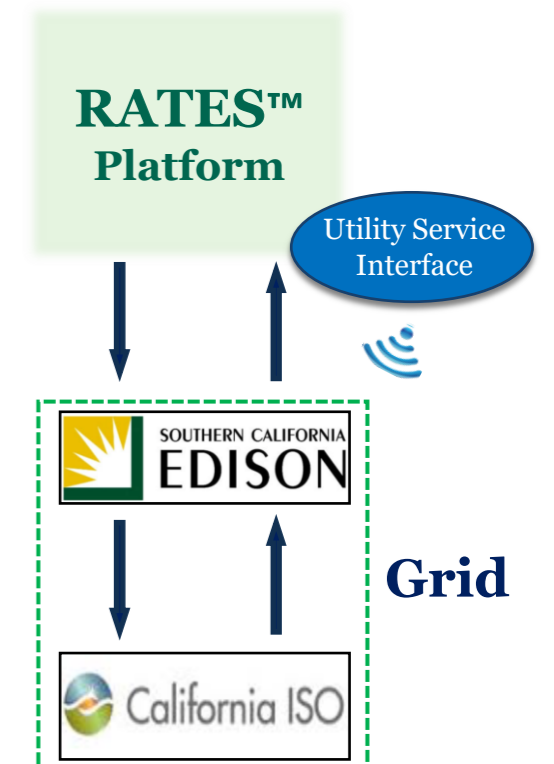 RATES™
Platform
Utility Service
Interface
SOUTHERN CALIFORNIA
EDISON
Grid
California ISO